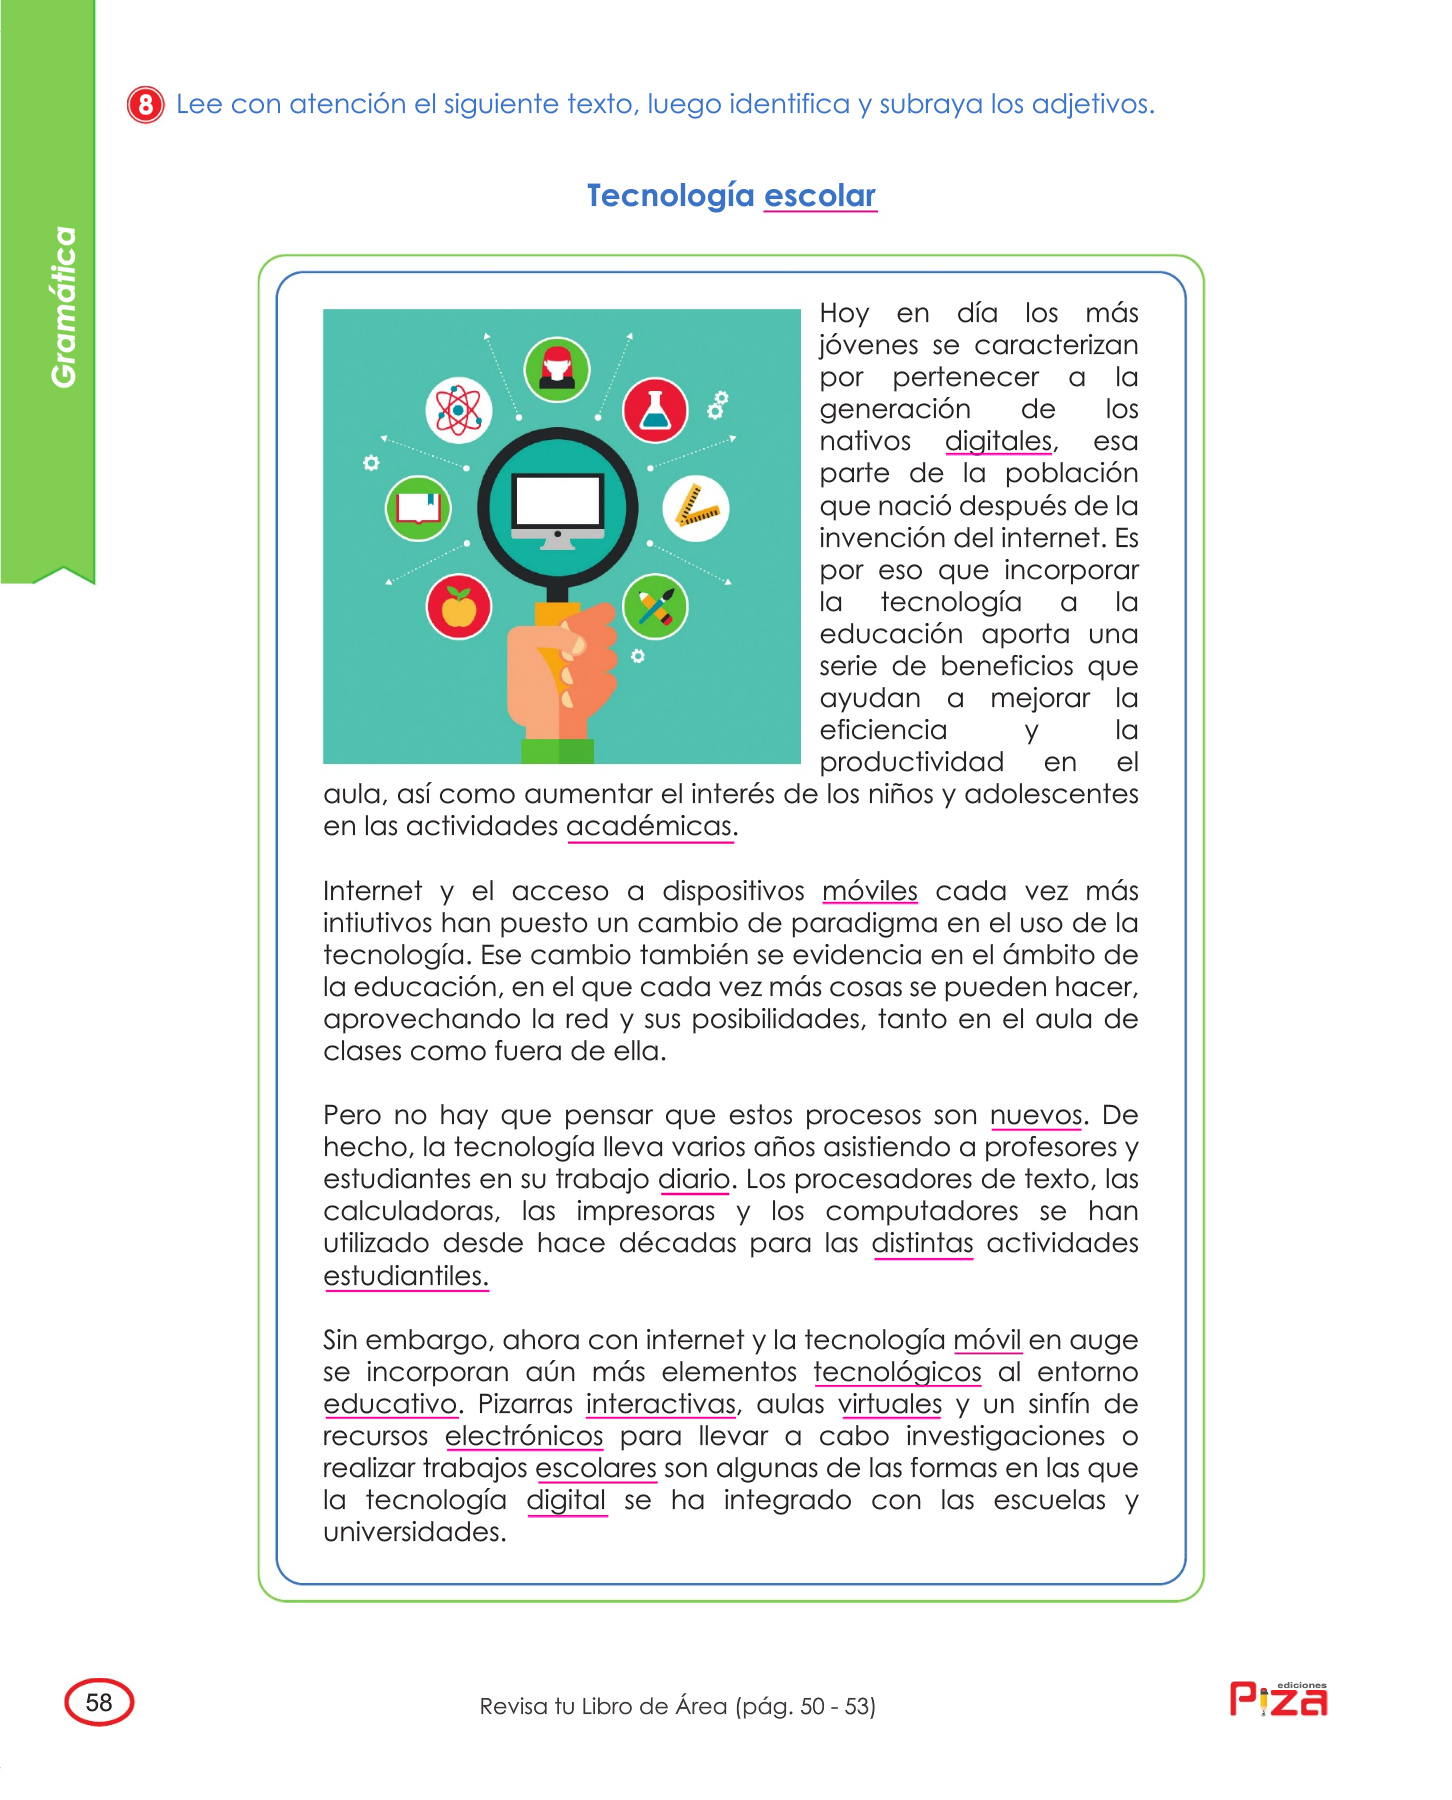 Gramática
8 Lee con atención el siguiente texto, luego identifica y subraya los adjetivos.
Tecnología escolar
Hoy en día los más
jóvenes se caracterizan
por pertenecer a la
generación de los
nativos digitales, esa
parte de la población
que nació después de la
invención del internet. Es
por eso que incorporar
la tecnología a la
educación aporta una
serie de beneficios que
ayudan a mejorar la
eficiencia y la
productividad en el
aula, así como aumentar el interés de los niños y adolescentes
en las actividades académicas.
Internet y el acceso a dispositivos móviles cada vez más
intiutivos han puesto un cambio de paradigma en el uso de la
tecnología. Ese cambio también se evidencia en el ámbito de
la educación, en el que cada vez más cosas se pueden hacer,
aprovechando la red y sus posibilidades, tanto en el aula de
clases como fuera de ella.
Pero no hay que pensar que estos procesos son nuevos. De
hecho, la tecnología lleva varios años asistiendo a profesores y
estudiantes en su trabajo diario. Los procesadores de texto, las
calculadoras, las impresoras y los computadores se han
utilizado desde hace décadas para las distintas actividades
estudiantiles.
Sin embargo, ahora con internet y la tecnología móvil en auge
se incorporan aún más elementos tecnológicos al entorno
educativo. Pizarras interactivas, aulas virtuales y un sinfín de
recursos electrónicos para llevar a cabo investigaciones o
realizar trabajos escolares son algunas de las formas en las que
la tecnología digital se ha integrado con las escuelas y
universidades.
58
Revisa tu Libro de Área (pág. 50 - 53)
ediciones
Piza